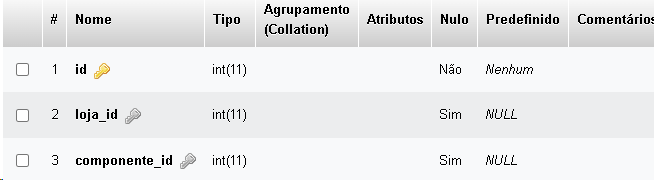 # Nome Tipo Agrupamento (Collation) Atributos Nulo Predefinido Comentários
1 id int(11) Não Nenhum
2 loja_id int(11) Sim NULL
3 componente_id int(11) Sim NULL